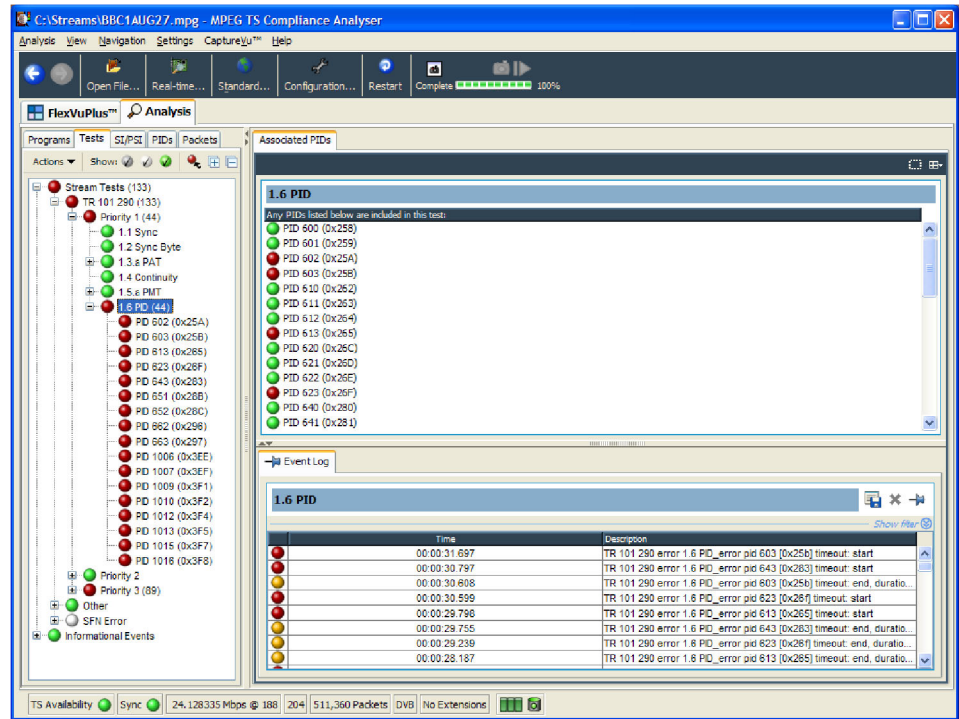 C:\Streams\BBC1AUG27.mpg - MPEG TS Compliance Analyser
Analysis View Navigation Settings CaptureVu™ Help
Open File... Real-time... Standard... Configuration... Restart Complete 100%
FlexVuPlus™ Analysis
Programs Tests SI/PSI PIDs Packets
Actions Show:
Stream Tests (133)
TR 101 290 (133)
Priority 1 (44)
1.1 Sync
1.2 Sync Byte
1.3.a PAT
1.4 Continuity
1.5.a PMT
1.6 PID (44)
PID 602 (0x25A)
PID 603 (0x25B)
PID 613 (0x265)
PID 623 (0x26F)
PID 643 (0x283)
PID 651 (0x28B)
PID 652 (0x28C)
PID 662 (0x296)
PID 663 (0x297)
PID 1006 (0x3EE)
PID 1007 (0x3EF)
PID 1009 (0x3F1)
PID 1010 (0x3F2)
PID 1012 (0x3F4)
PID 1013 (0x3F5)
PID 1015 (0x3F7)
PID 1016 (0x3F8)
Priority 2
Priority 3 (89)
Other
SFN Error
Informational Events
Associated PIDs
1.6 PID
Any PIDs listed below are included in this test:
PID 600 (0x258)
PID 601 (0x259)
PID 602 (0x25A)
PID 603 (0x25B)
PID 610 (0x262)
PID 611 (0x263)
PID 612 (0x264)
PID 613 (0x265)
PID 620 (0x26C)
PID 621 (0x26D)
PID 622 (0x26E)
PID 623 (0x26F)
PID 640 (0x280)
PID 641 (0x281)
Event Log
1.6 PID
Show filter
Time Description
00:00:31.697 TR 101 290 error 1.6 PID_error pid 603 [0x25b] timeout: start
00:00:30.797 TR 101 290 error 1.6 PID_error pid 643 [0x283] timeout: start
00:00:30.608 TR 101 290 error 1.6 PID_error pid 603 [0x25b] timeout: end, duratio...
00:00:30.599 TR 101 290 error 1.6 PID_error pid 623 [0x26f] timeout: start
00:00:29.798 TR 101 290 error 1.6 PID_error pid 613 [0x265] timeout: start
00:00:29.755 TR 101 290 error 1.6 PID_error pid 643 [0x283] timeout: end, duratio...
00:00:29.239 TR 101 290 error 1.6 PID_error pid 623 [0x26f] timeout: end, duratio...
00:00:28.187 TR 101 290 error 1.6 PID_error pid 613 [0x265] timeout: end, duratio...
TS Availability Sync 24.128335 Mbps @ 188 204 511,360 Packets DVB No Extensions